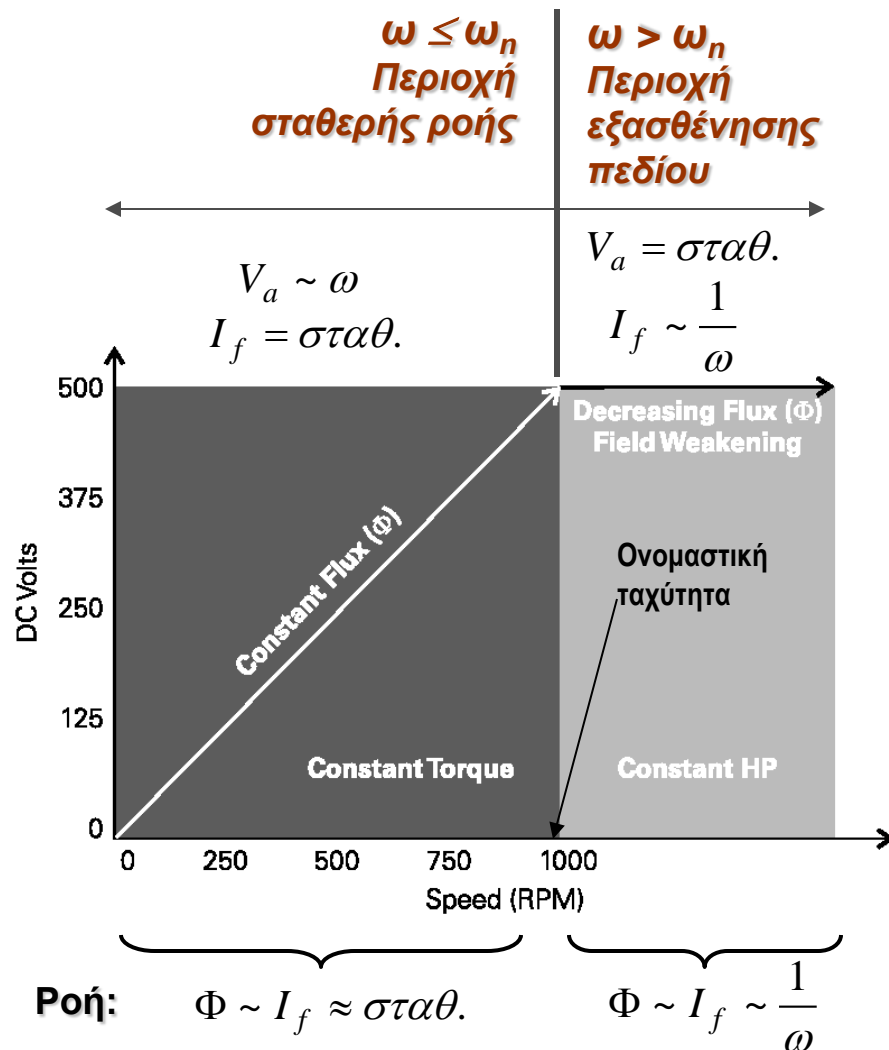 ω ≤ ωn
Περιοχή
σταθερής ροής
ω > ωn
Περιοχή
εξασθένησης
πεδίου
Va ~ ω
If = σταθ.
Va = σταθ.
If ~ 1/ω
500
375
250
125
0
DC Volts
Constant Flux (Φ)
Decreasing Flux (Φ)
Field Weakening
Ονομαστική
ταχύτητα
Constant Torque
Constant HP
0 250 500 750 1000
Speed (RPM)
Ροή: Φ ~ If ≈ σταθ. Φ ~ If ~ 1/ω